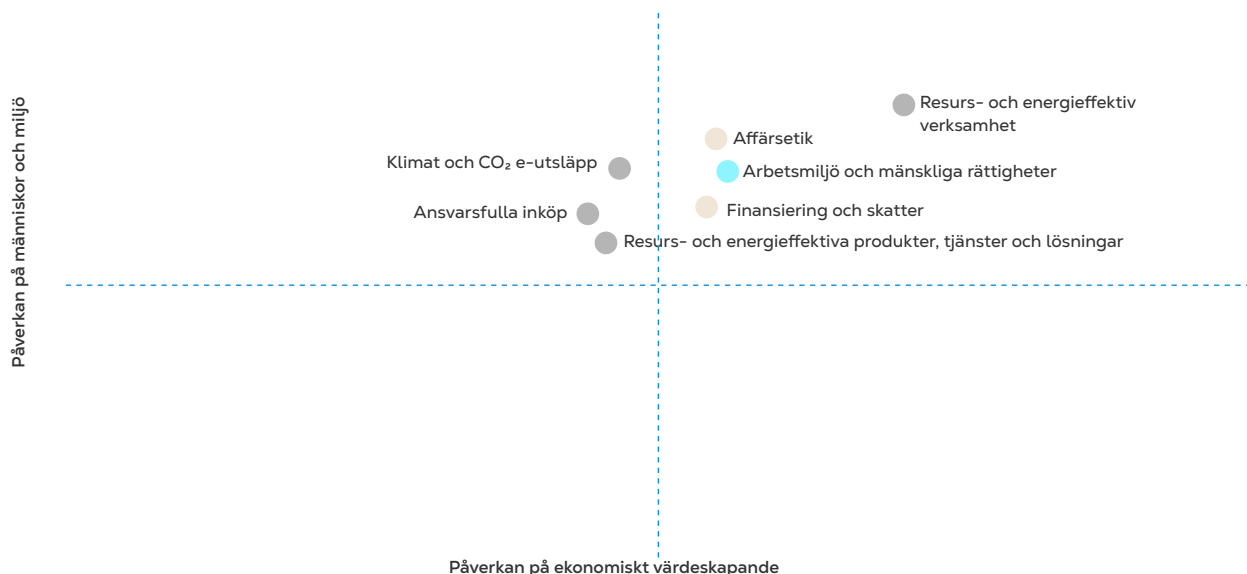 Påverkan på människor och miljö
Resurs- och energieffektiv
verksamhet
Affärsetik
Klimat och CO₂ e-utsläpp
Arbetsmiljö och mänskliga rättigheter
Ansvarsfulla inköp
Finansiering och skatter
Resurs- och energieffektiva produkter, tjänster och lösningar
Påverkan på ekonomiskt värdeskapande